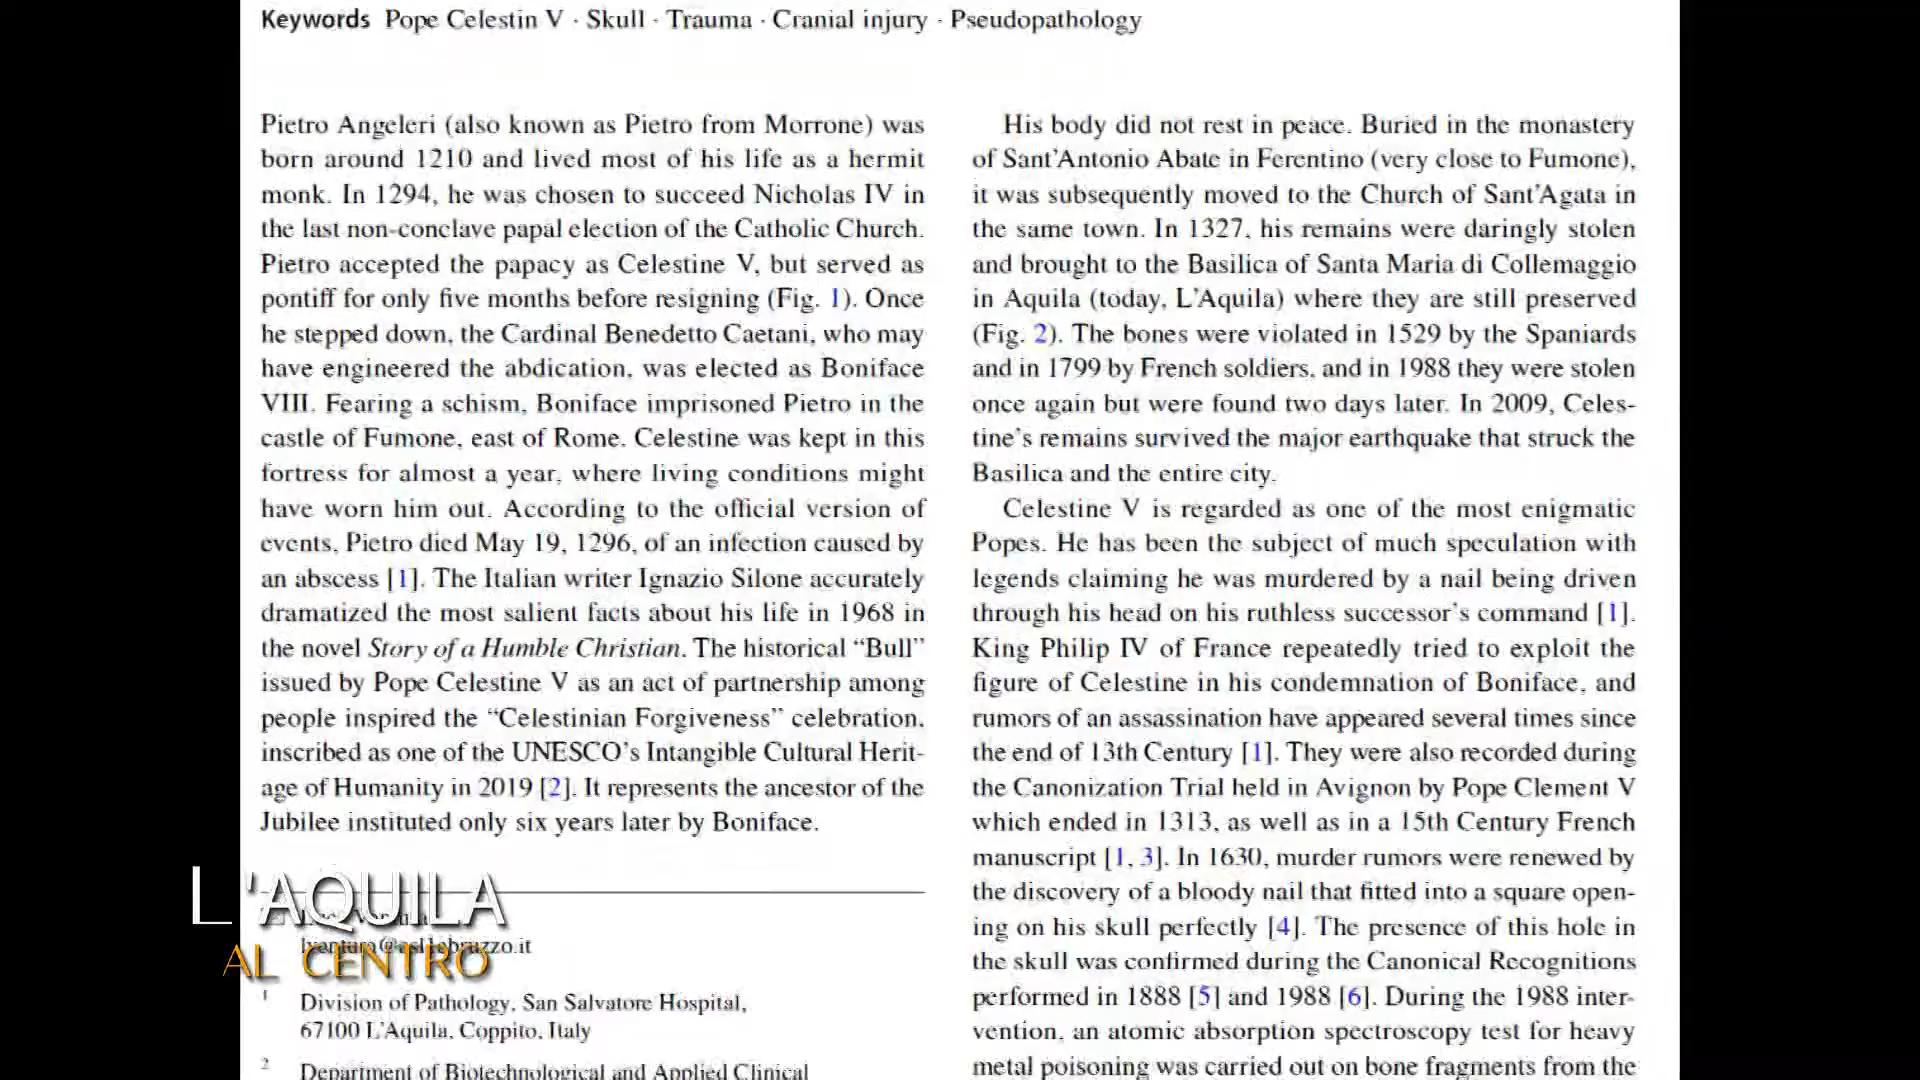 Keywords Pope Celestin V · Skull · Trauma · Cranial injury · Pseudopathology
Pietro Angeleri (also known as Pietro from Morrone) was
born around 1210 and lived most of his life as a hermit
monk. In 1294, he was chosen to succeed Nicholas IV in
the last non-conclave papal election of the Catholic Church.
Pietro accepted the papacy as Celestine V, but served as
pontiff for only five months before resigning (Fig. 1). Once
he stepped down, the Cardinal Benedetto Caetani, who may
have engineered the abdication, was elected as Boniface
VIII. Fearing a schism, Boniface imprisoned Pietro in the
castle of Fumone, east of Rome. Celestine was kept in this
fortress for almost a year, where living conditions might
have worn him out. According to the official version of
events, Pietro died May 19, 1296, of an infection caused by
an abscess [1]. The Italian writer Ignazio Silone accurately
dramatized the most salient facts about his life in 1968 in
the novel Story of a Humble Christian. The historical “Bull”
issued by Pope Celestine V as an act of partnership among
people inspired the “Celestinian Forgiveness” celebration,
inscribed as one of the UNESCO’s Intangible Cultural Herit-
age of Humanity in 2019 [2]. It represents the ancestor of the
Jubilee instituted only six years later by Boniface.
L'AQUILA
AL CENTRO
1 Division of Pathology, San Salvatore Hospital,
67100 L’Aquila, Coppito, Italy
2 Department of Biotechnological and Applied Clinical
His body did not rest in peace. Buried in the monastery
of Sant’Antonio Abate in Ferentino (very close to Fumone),
it was subsequently moved to the Church of Sant’Agata in
the same town. In 1327, his remains were daringly stolen
and brought to the Basilica of Santa Maria di Collemaggio
in Aquila (today, L’Aquila) where they are still preserved
(Fig. 2). The bones were violated in 1529 by the Spaniards
and in 1799 by French soldiers, and in 1988 they were stolen
once again but were found two days later. In 2009, Celes-
tine’s remains survived the major earthquake that struck the
Basilica and the entire city.
Celestine V is regarded as one of the most enigmatic
Popes. He has been the subject of much speculation with
legends claiming he was murdered by a nail being driven
through his head on his ruthless successor’s command [1].
King Philip IV of France repeatedly tried to exploit the
figure of Celestine in his condemnation of Boniface, and
rumors of an assassination have appeared several times since
the end of 13th Century [1]. They were also recorded during
the Canonization Trial held in Avignon by Pope Clement V
which ended in 1313, as well as in a 15th Century French
manuscript [1, 3]. In 1630, murder rumors were renewed by
the discovery of a bloody nail that fitted into a square open-
ing on his skull perfectly [4]. The presence of this hole in
the skull was confirmed during the Canonical Recognitions
performed in 1888 [5] and 1988 [6]. During the 1988 inter-
vention, an atomic absorption spectroscopy test for heavy
metal poisoning was carried out on bone fragments from the